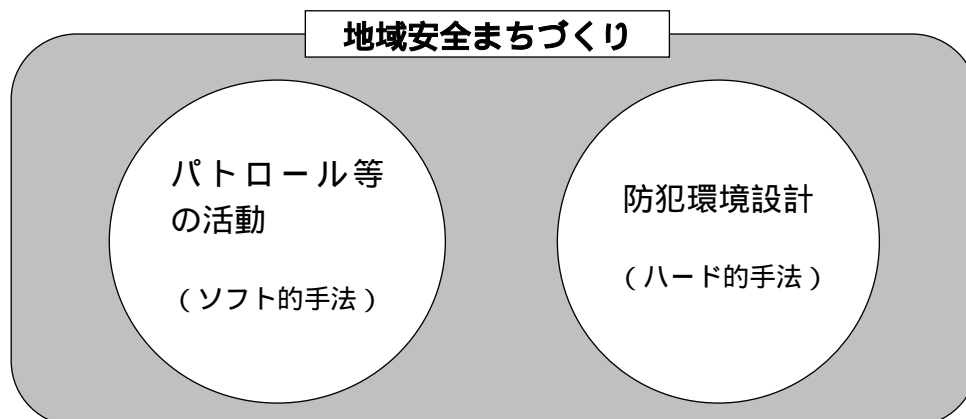 地域安全まちづくり
パトロール等
の活動
（ソフト的手法）
防犯環境設計
（ハード的手法）